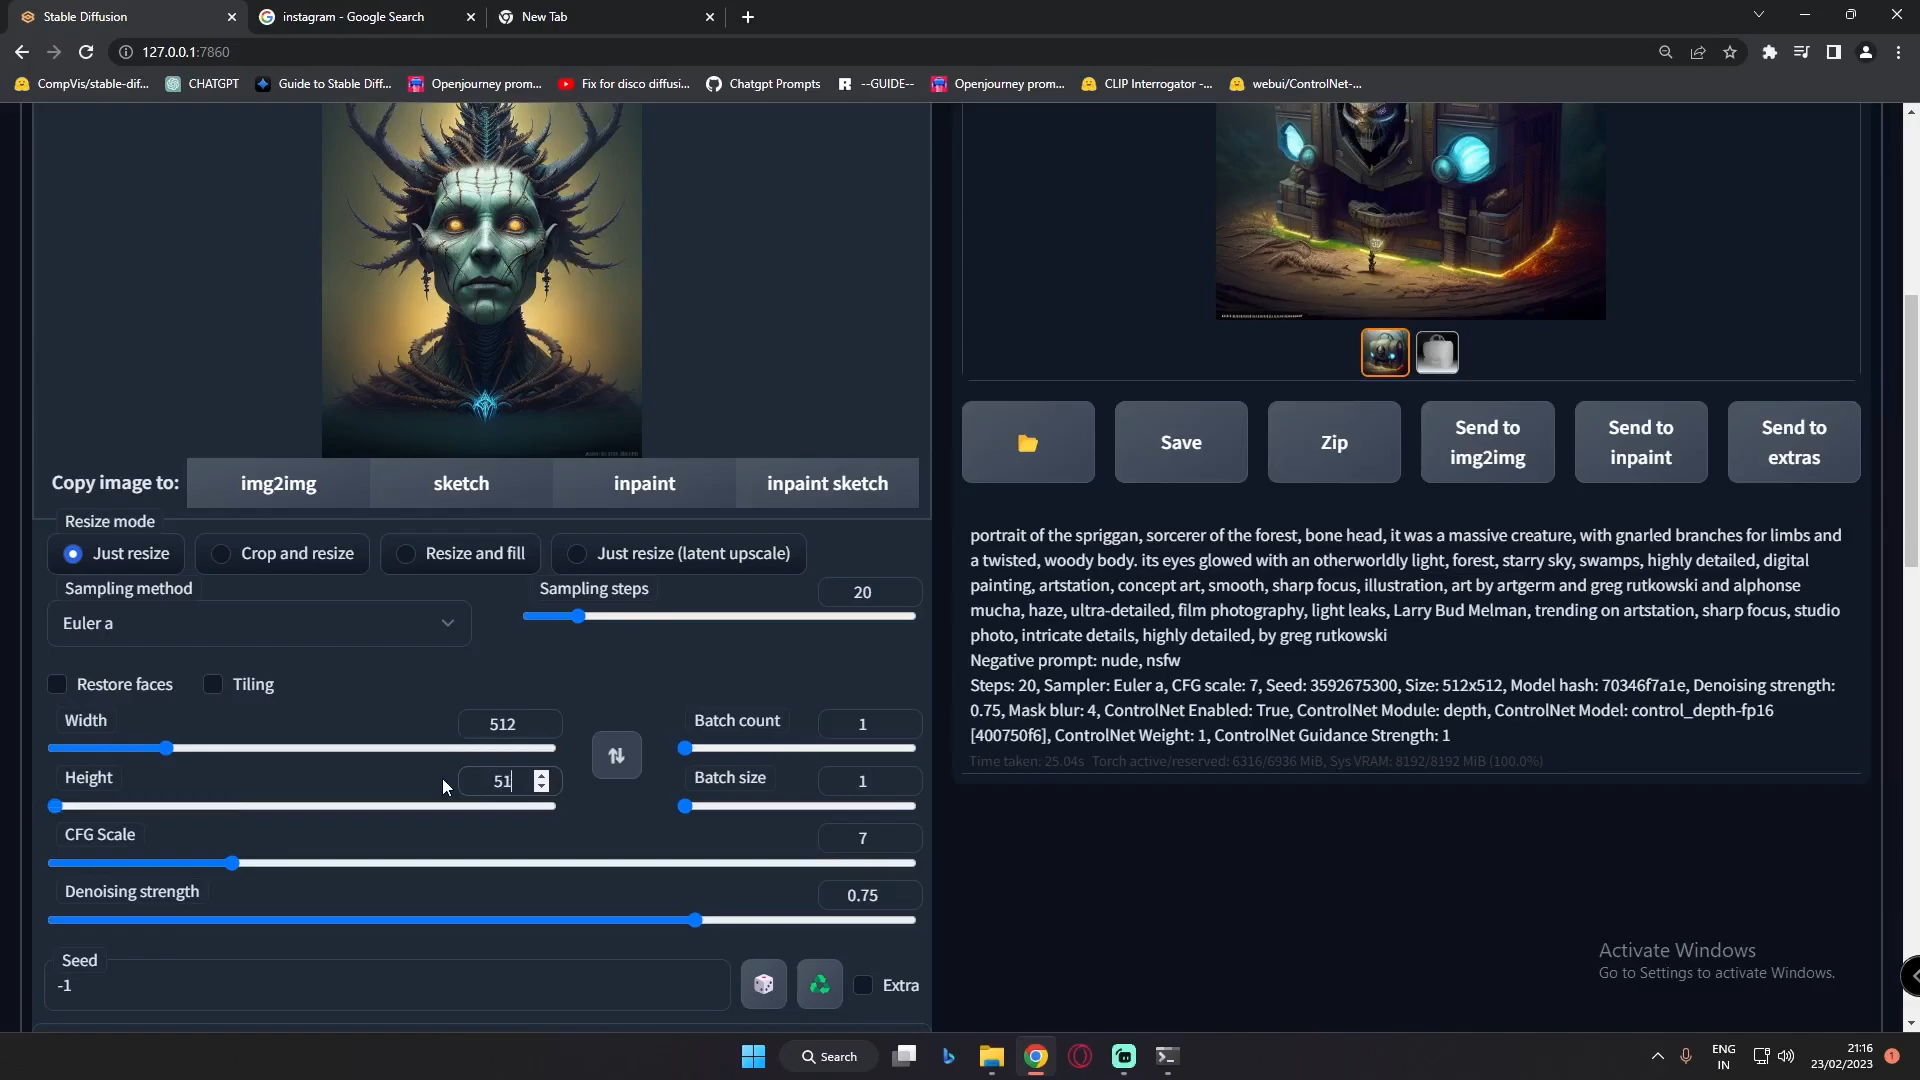 Stable Diffusion
instagram - Google Search
New Tab
127.0.0.1:7860
CompVis/stable-dif...
CHATGPT
Guide to Stable Diff...
Openjourney prom...
Fix for disco diffusi...
Chatgpt Prompts
R --GUIDE--
Openjourney prom...
CLIP Interrogator -...
webui/ControlNet-...
Copy image to:
img2img
sketch
inpaint
inpaint sketch
Resize mode
Just resize
Crop and resize
Resize and fill
Just resize (latent upscale)
Sampling method
Euler a
Sampling steps
20
Restore faces
Tiling
Width
512
Height
51
Batch count
1
Batch size
1
CFG Scale
7
Denoising strength
0.75
Seed
-1
Extra
Save
Zip
Send to
img2img
Send to
inpaint
Send to
extras
portrait of the spriggan, sorcerer of the forest, bone head, it was a massive creature, with gnarled branches for limbs and
a twisted, woody body. its eyes glowed with an otherworldly light, forest, starry sky, swamps, highly detailed, digital
painting, artstation, concept art, smooth, sharp focus, illustration, art by artgerm and greg rutkowski and alphonse
mucha, haze, ultra-detailed, film photography, light leaks, Larry Bud Melman, trending on artstation, sharp focus, studio
photo, intricate details, highly detailed, by greg rutkowski
Negative prompt: nude, nsfw
Steps: 20, Sampler: Euler a, CFG scale: 7, Seed: 3592675300, Size: 512x512, Model hash: 70346f7a1e, Denoising strength:
0.75, Mask blur: 4, ControlNet Enabled: True, ControlNet Module: depth, ControlNet Model: control_depth-fp16
[400750f6], ControlNet Weight: 1, ControlNet Guidance Strength: 1
Time taken: 25.04s Torch active/reserved: 6316/6936 MiB, Sys VRAM: 8192/8192 MiB (100.0%)
Activate Windows
Go to Settings to activate Windows.
Search
ENG
IN
21:16
23/02/2023
1